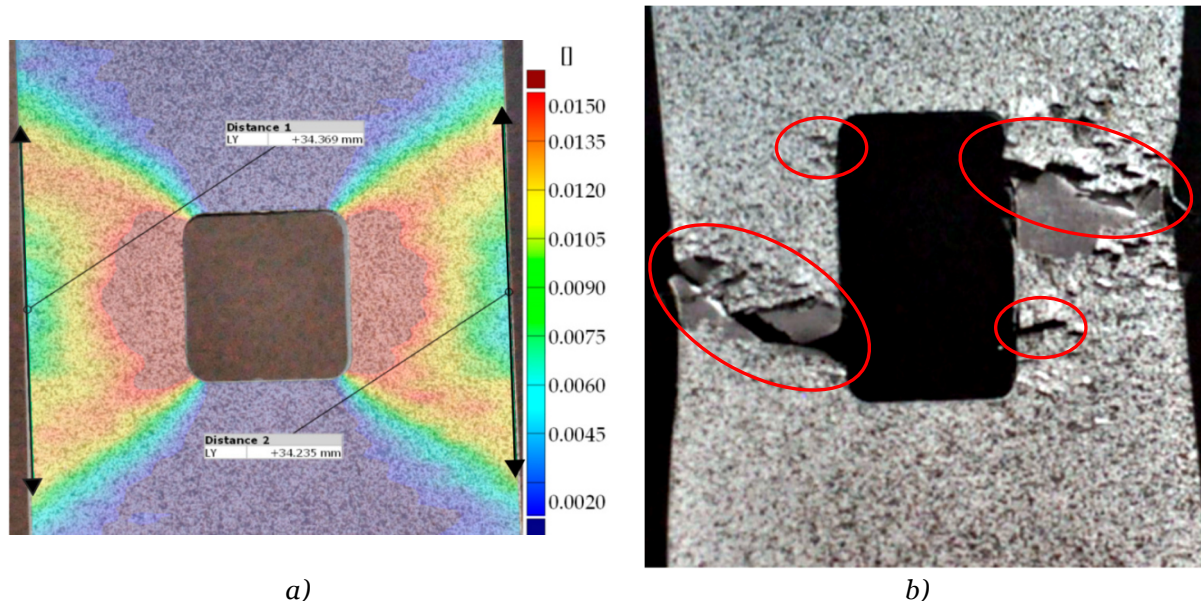 []
0.0150
0.0135
0.0120
0.0105
0.0090
0.0075
0.0060
0.0045
0.0020
Distance 1
LY +34.369 mm
Distance 2
LY +34.235 mm
a)
b)